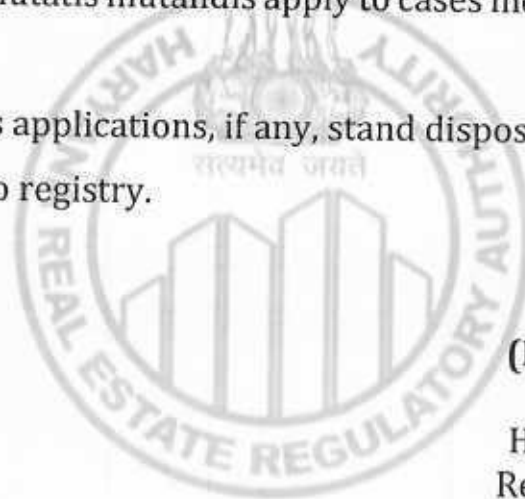 mutatis mutandis apply to cases
applications, if any, stand
registry.
HARYANA REAL ESTATE REGULATORY AUTHORITY
सत्यमेव जयते
(
H
Re